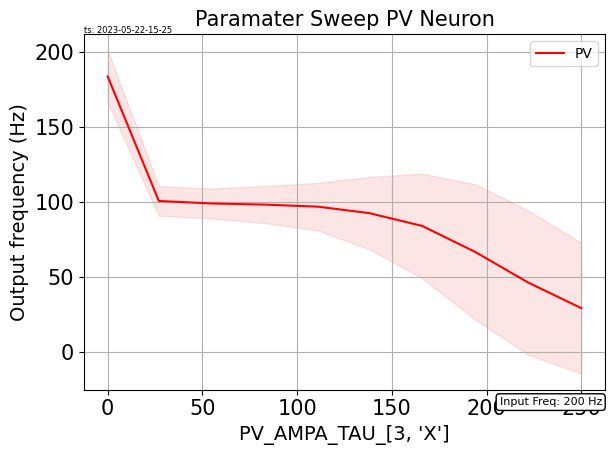 Paramater Sweep PV Neuron
ts: 2023-05-22-15-25
PV
Output frequency (Hz)
200
150
100
50
0
0 50 100 150 200 250
Input Freq: 200 Hz
PV_AMPA_TAU_[3, 'X']